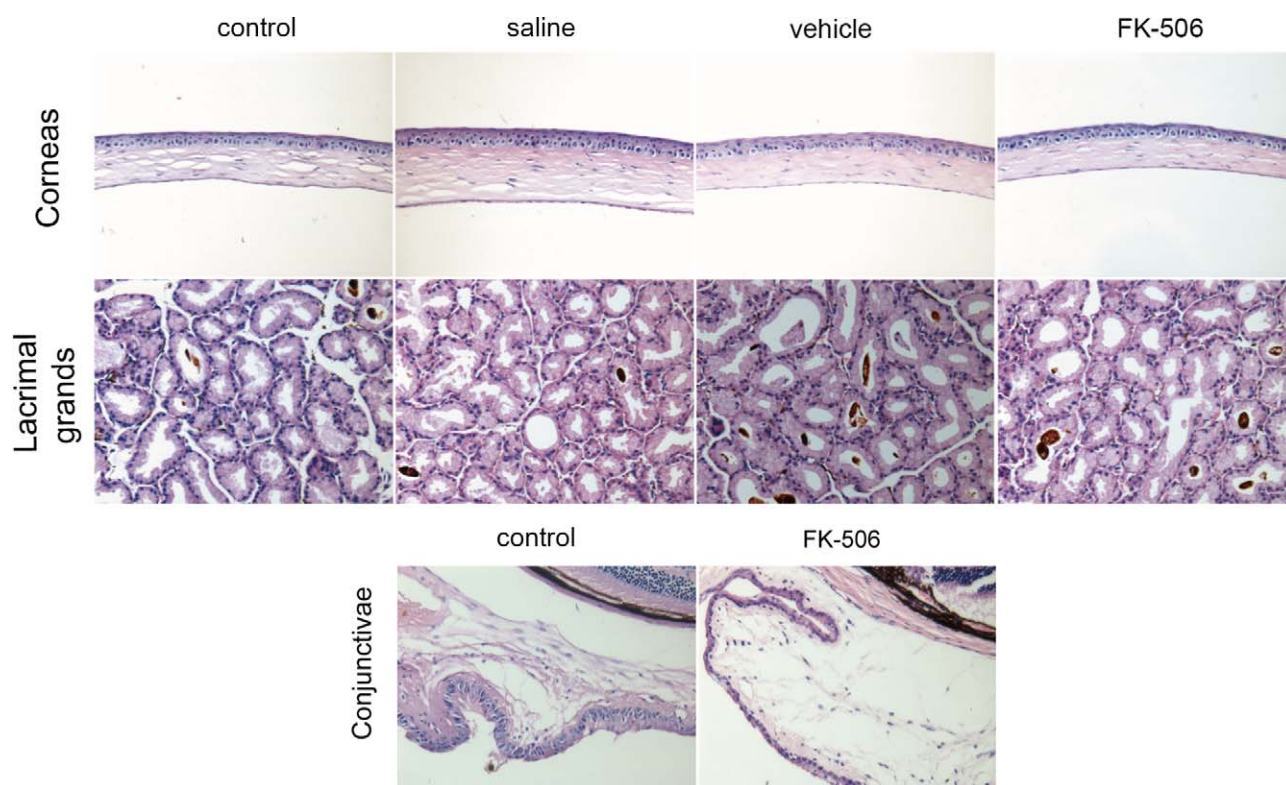 control saline vehicle FK-506
Corneas
Lacrimal
grands
control FK-506
Conjunctivae